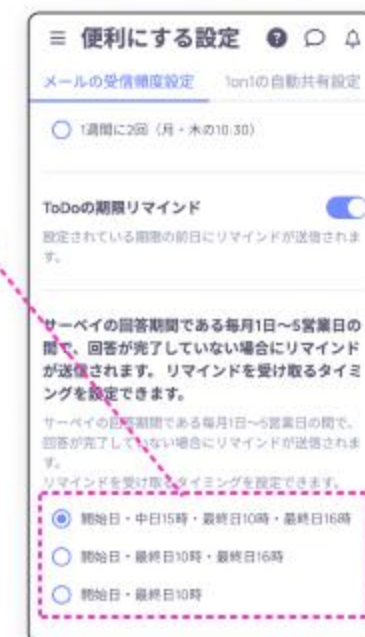 便利にする設定
メールの受信頻度設定 1on1の自動共有設定
1週間に2回（月・木の10:30）
ToDoの期限リマインド
設定されている期限の前日にリマインドが送信されま
す。
サーベイの回答期間である毎月1日〜5営業日の
間で、回答が完了していない場合にリマインド
が送信されます。リマインドを受け取るタイミ
ングを設定できます。
サーベイの回答期間である毎月1日〜5営業日の間で、
回答が完了していない場合にリマインドが送信されま
す。
リマインドを受け取るタイミングを設定できます。
開始日・中日15時・最終日10時・最終日16時
開始日・最終日10時・最終日16時
開始日・最終日10時